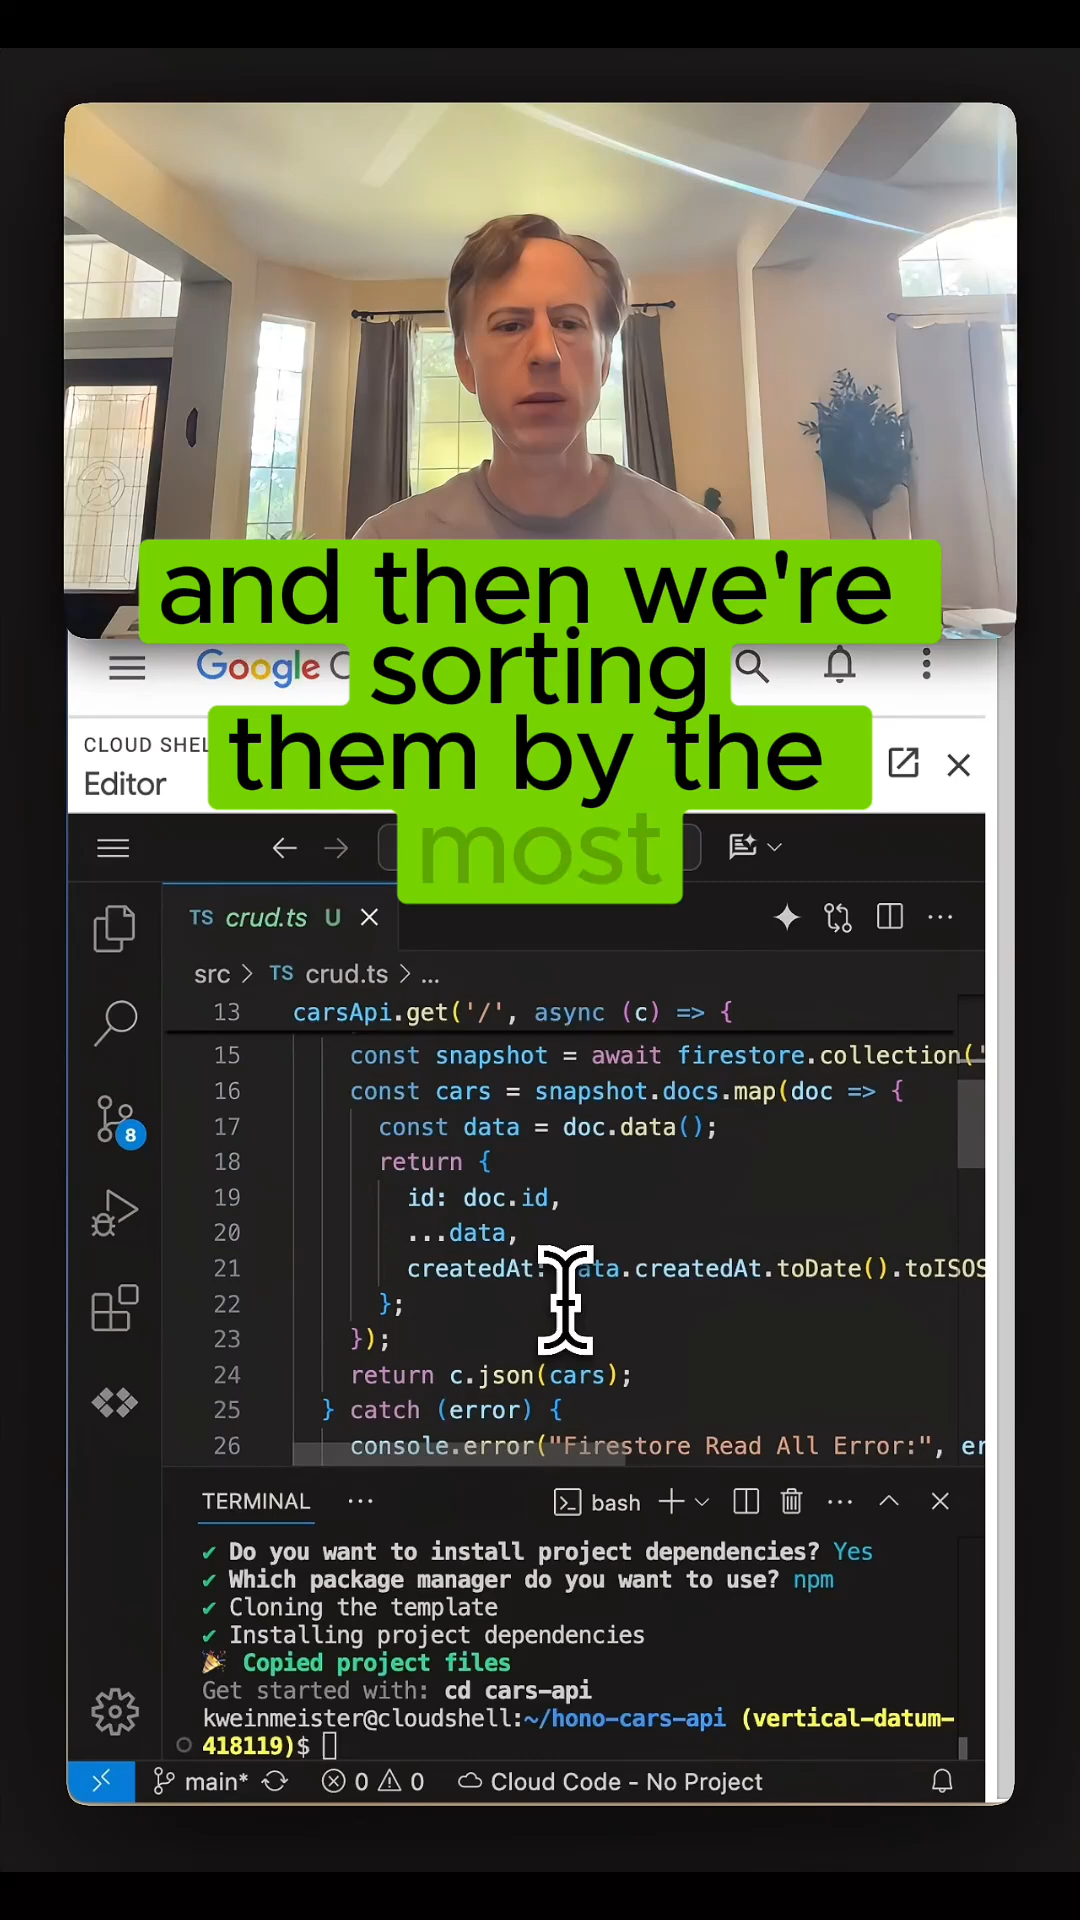 and then we're
sorting
them by the
most
Google
CLOUD SHEL
Editor
TS crud.ts U
src > TS crud.ts > ...
13 carsApi.get('/', async (c) => {
15 const snapshot = await firestore.collection('
16 const cars = snapshot.docs.map(doc => {
17 const data = doc.data();
18 return {
19 id: doc.id,
20 ...data,
21 createdAt: data.createdAt.toDate().toISOS
22 };
23 });
24 return c.json(cars);
25 } catch (error) {
26 console.error("Firestore Read All Error:", er
TERMINAL ... bash
✔ Do you want to install project dependencies? Yes
✔ Which package manager do you want to use? npm
✔ Cloning the template
✔ Installing project dependencies
🎉 Copied project files
Get started with: cd cars-api
kweinmeister@cloudshell:~/hono-cars-api (vertical-datum-
418119)$
main* 0 0 Cloud Code - No Project
8